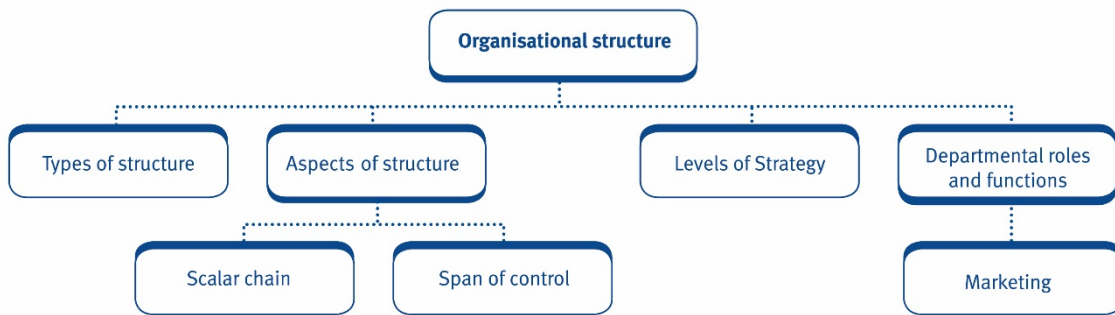 Organisational structure
Types of structure
Aspects of structure
Levels of Strategy
Departmental roles
and functions
Scalar chain
Span of control
Marketing